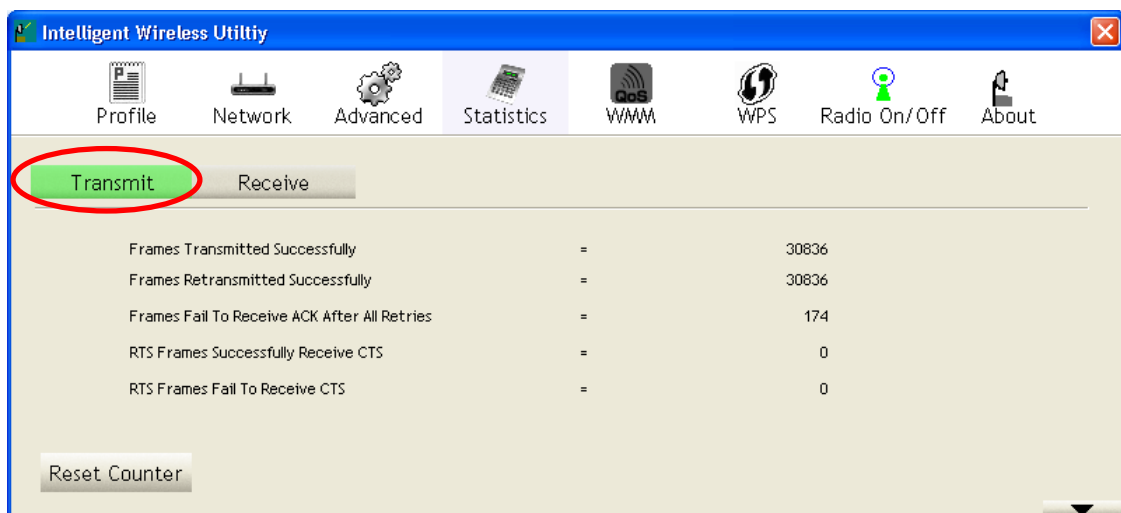 Intelligent Wireless Utiltiy
P
QoS
Profile Network Advanced Statistics WMM WPS Radio On/Off About
Transmit Receive
Frames Transmitted Successfully = 30836
Frames Retransmitted Successfully = 30836
Frames Fail To Receive ACK After All Retries = 174
RTS Frames Successfully Receive CTS = 0
RTS Frames Fail To Receive CTS = 0
Reset Counter